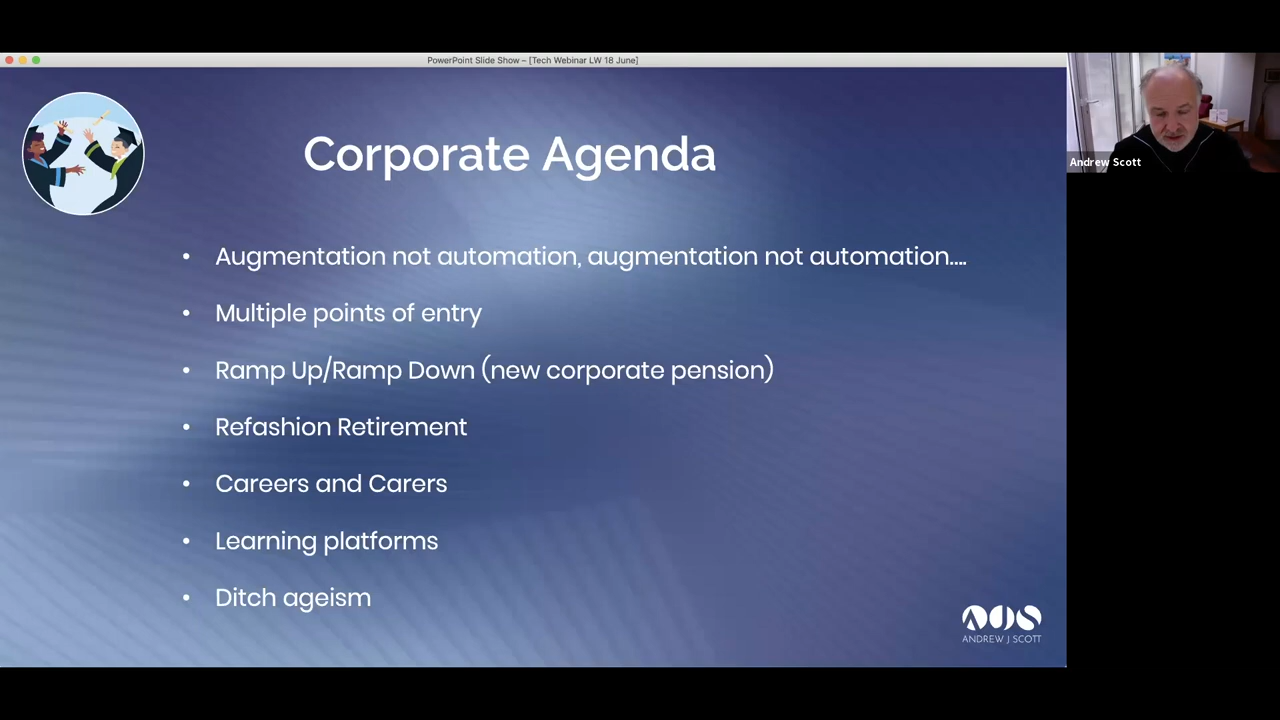 PowerPoint Slide Show – [Tech Webinar LW 18 June]
Corporate Agenda
• Augmentation not automation, augmentation not automation....
• Multiple points of entry
• Ramp Up/Ramp Down (new corporate pension)
• Refashion Retirement
• Careers and Carers
• Learning platforms
• Ditch ageism
AJS
ANDREW J SCOTT
Andrew Scott